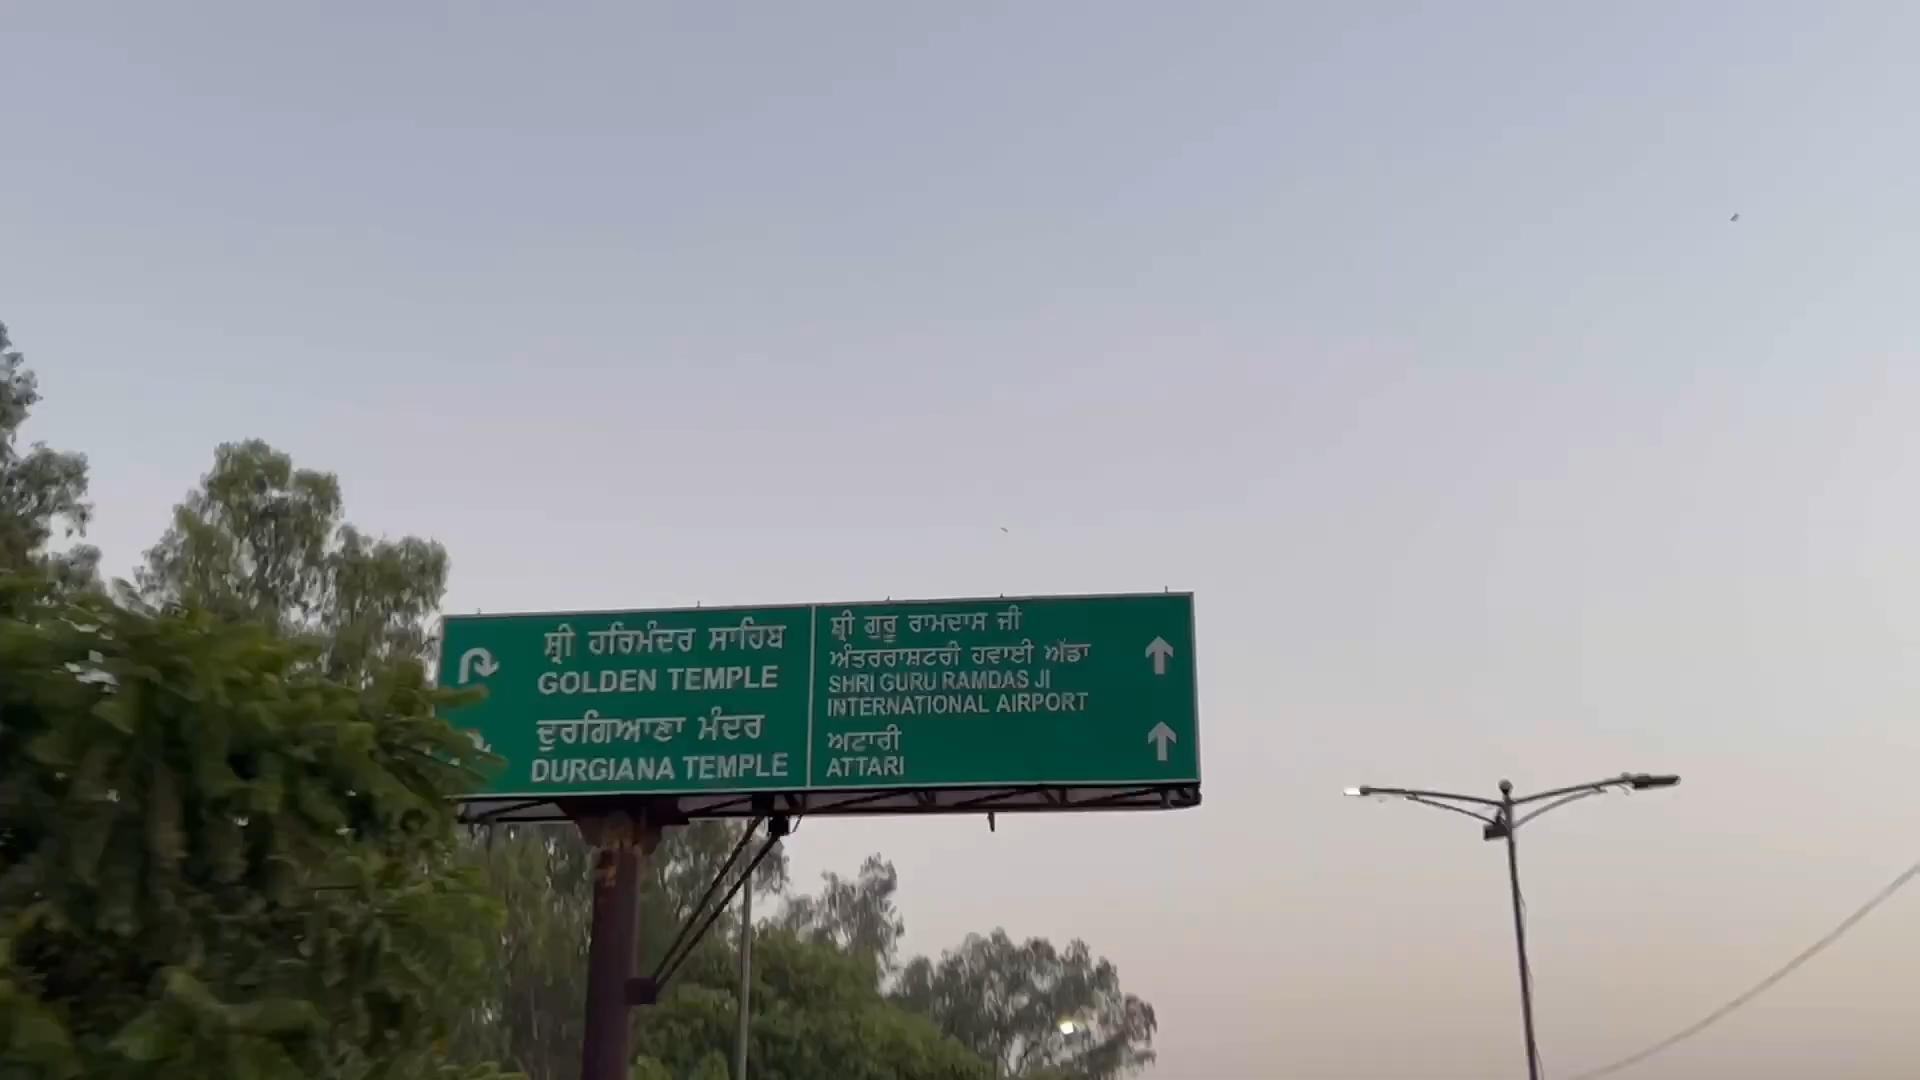 ਸ਼੍ਰੀ ਹਰਿਮੰਦਰ ਸਾਹਿਬ
GOLDEN TEMPLE
ਦੁਰਗਿਆਣਾ ਮੰਦਰ
DURGIANA TEMPLE
ਸ਼੍ਰੀ ਗੁਰੂ ਰਾਮਦਾਸ ਜੀ
ਅੰਤਰਰਾਸ਼ਟਰੀ ਹਵਾਈ ਅੱਡਾ
SHRI GURU RAMDAS JI
INTERNATIONAL AIRPORT
ਅਟਾਰੀ
ATTARI